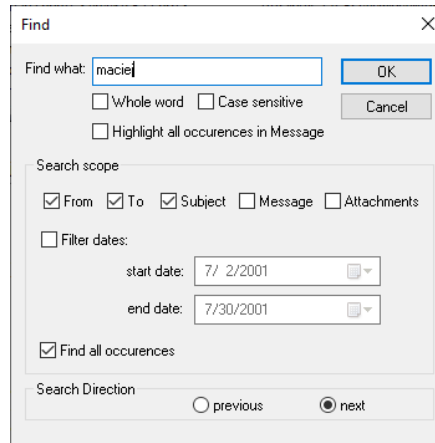 Find
Find what: maciej OK
Whole word Case sensitive Cancel
Highlight all occurences in Message
Search scope
From To Subject Message Attachments
Filter dates:
start date: 7/ 2/2001
end date: 7/30/2001
Find all occurences
Search Direction
previous next